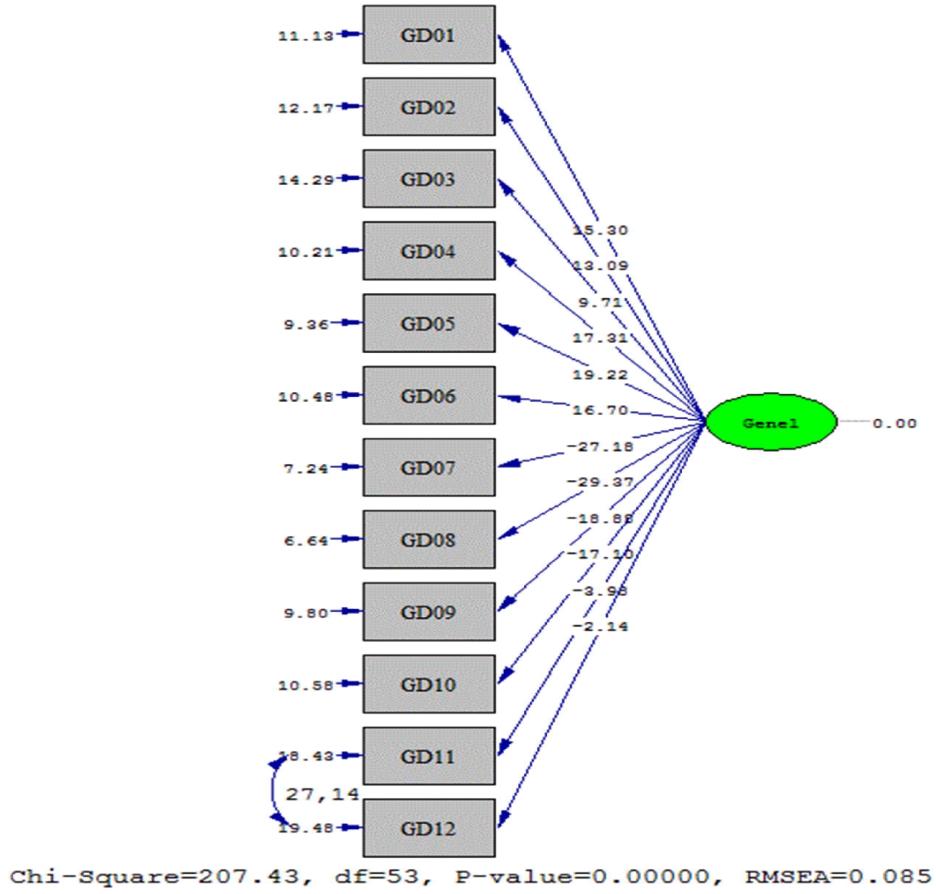 11.13 GD01
12.17 GD02
14.29 GD03
15.30
10.21 GD04
13.09
9.71
9.36 GD05
17.31
19.22
10.48 GD06
16.70
Genel 0.00
-27.18
7.24 GD07
-29.37
-18.88
6.64 GD08
-17.10
-3.98
9.80 GD09
-2.14
10.58 GD10
18.43 GD11
27,14
19.48 GD12
Chi-Square=207.43, df=53, P-value=0.00000, RMSEA=0.085